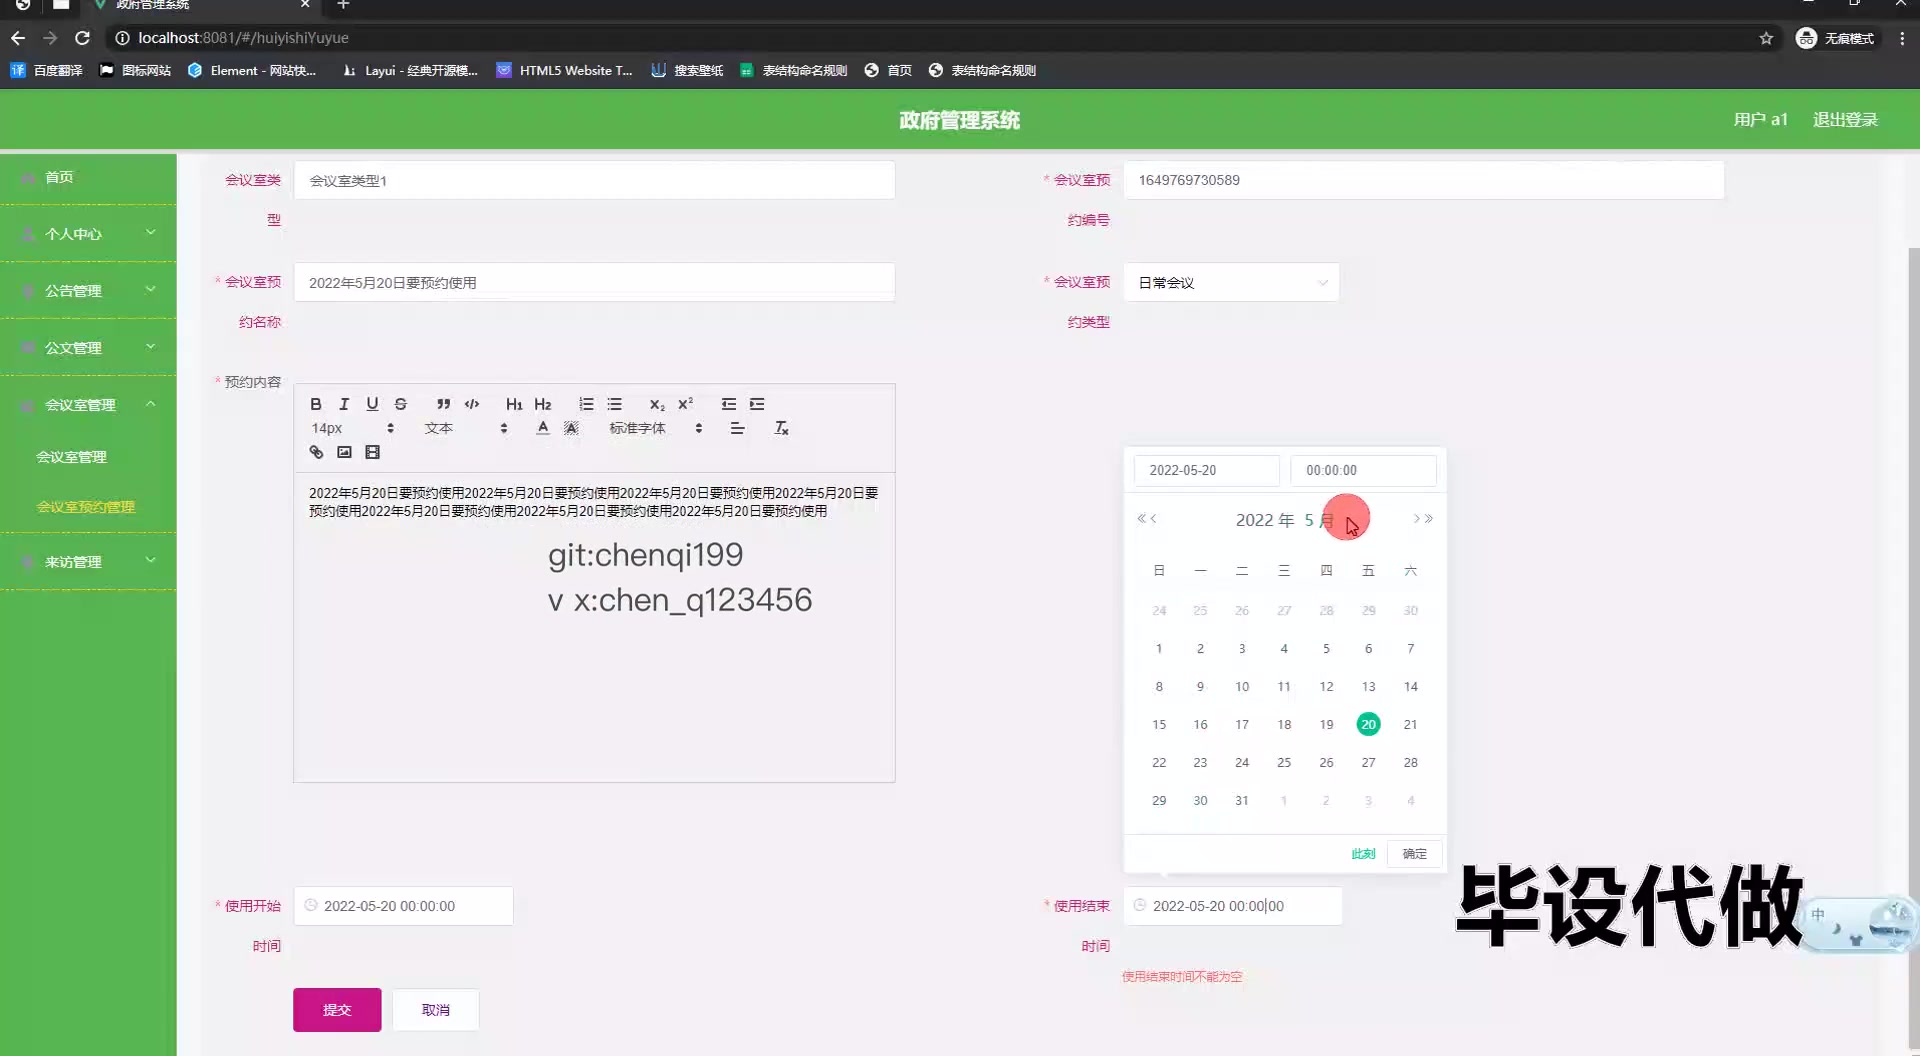 政府管理系统
localhost:8081/#/huiyishiYuyue
无痕模式
百度翻译
图标网站
Element - 网站快...
Layui - 经典开源模...
HTML5 Website T...
搜索壁纸
表结构命名规则
首页
表结构命名规则
政府管理系统
用户 a1
退出登录
首页
个人中心
公告管理
公文管理
会议室管理
会议室管理
会议室预约管理
来访管理
会议室类
型
会议室类型1
* 会议室预
约编号
1649769730589
* 会议室预
约名称
2022年5月20日要预约使用
* 会议室预
约类型
日常会议
* 预约内容
14px
文本
标准字体
2022年5月20日要预约使用2022年5月20日要预约使用2022年5月20日要预约使用2022年5月20日要
预约使用2022年5月20日要预约使用2022年5月20日要预约使用2022年5月20日要预约使用
git:chenqi199
v x:chen_q123456
2022-05-20
00:00:00
2022 年 5 月
日 一 二 三 四 五 六
24 25 26 27 28 29 30
1 2 3 4 5 6 7
8 9 10 11 12 13 14
15 16 17 18 19 20 21
22 23 24 25 26 27 28
29 30 31 1 2 3 4
此刻
确定
* 使用开始
时间
2022-05-20 00:00:00
* 使用结束
时间
2022-05-20 00:00:00
使用结束时间不能为空
提交
取消
毕设代做
中